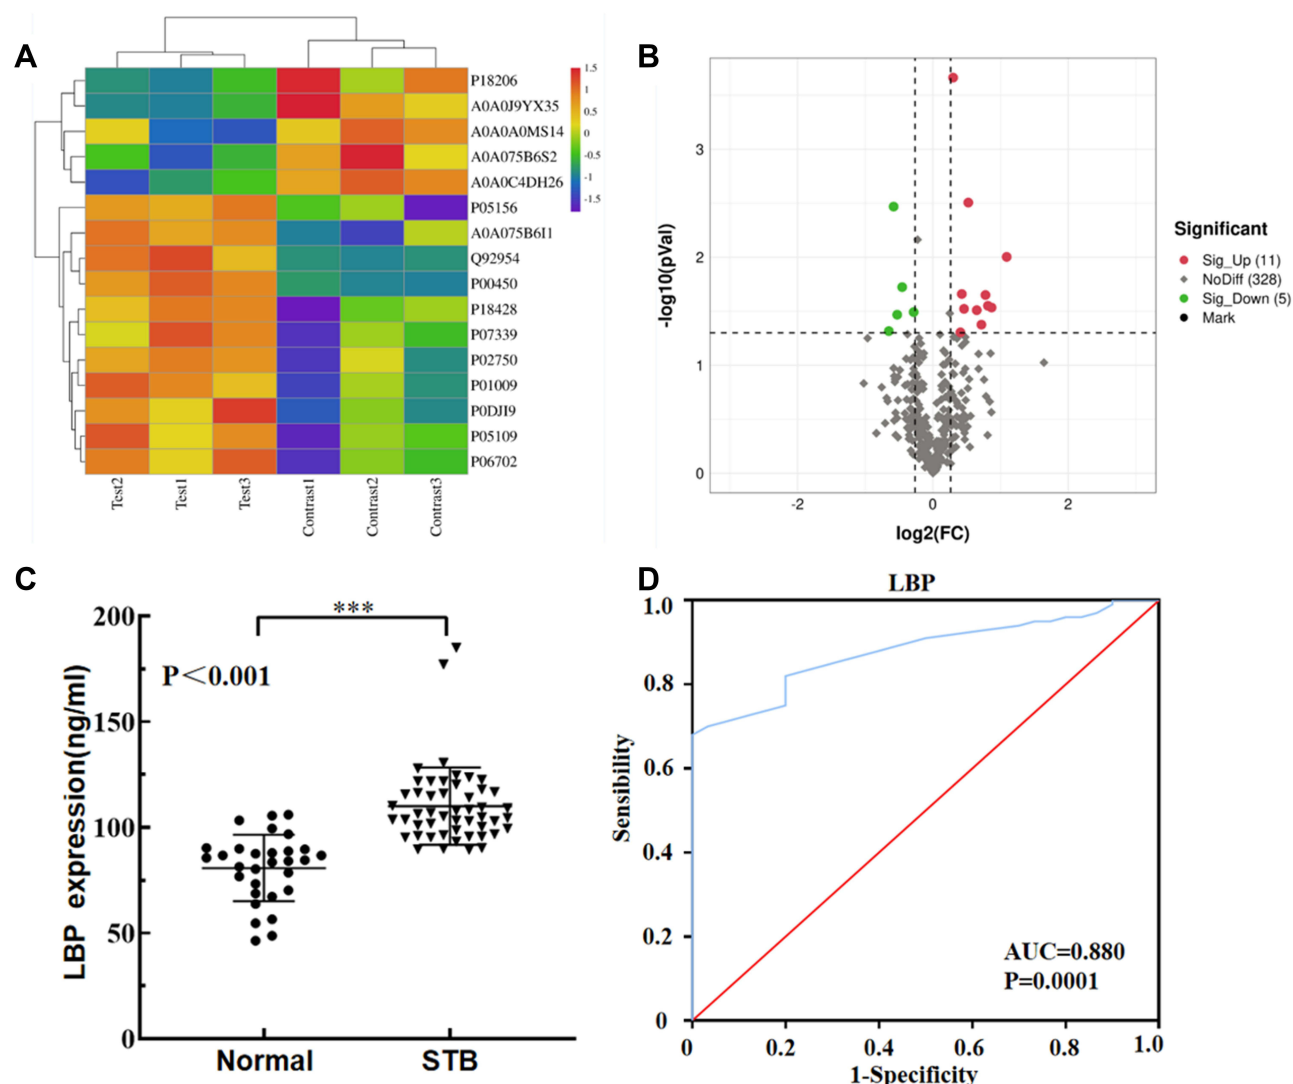 A
P18206
A0A0J9YX35
A0A0A0MS14
A0A075B6S2
A0A0C4DH26
P05156
A0A075B6I1
Q92954
P00450
P18428
P07339
P02750
P01009
P0DJI9
P05109
P06702
1.5
1
0.5
0
-0.5
-1
-1.5
Test2
Test1
Test3
Contrast1
Contrast2
Contrast3
B
-log10(pVal)
3
2
1
0
-2
0
2
log2(FC)
Significant
Sig_Up (11)
NoDiff (328)
Sig_Down (5)
Mark
C
LBP expression(ng/ml)
200
150
100
50
0
***
P<0.001
Normal
STB
D
LBP
Sensibility
1.0
0.8
0.6
0.4
0.2
0
AUC=0.880
P=0.0001
0
0.2
0.4
0.6
0.8
1.0
1-Specificity